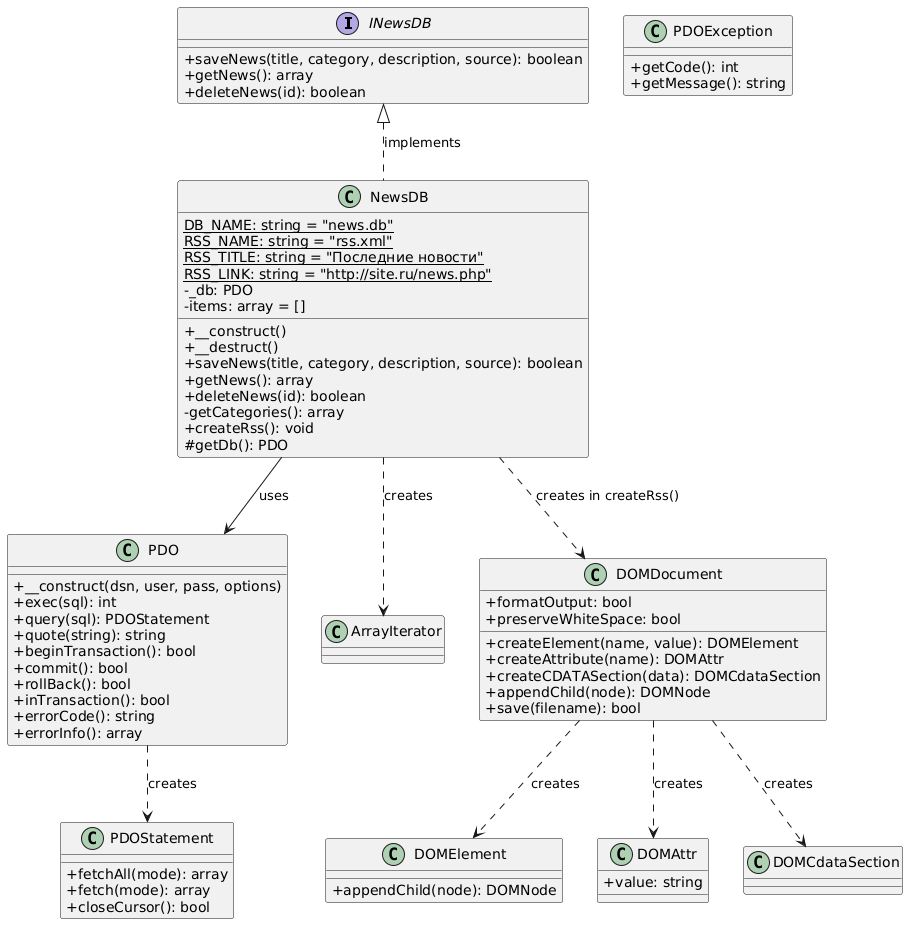 I INewsDB
+saveNews(title, category, description, source): boolean
+getNews(): array
+deleteNews(id): boolean
C PDOException
+getCode(): int
+getMessage(): string
implements
C NewsDB
DB_NAME: string = "news.db"
RSS_NAME: string = "rss.xml"
RSS_TITLE: string = "Последние новости"
RSS_LINK: string = "http://site.ru/news.php"
-_db: PDO
-items: array = []
+__construct()
+__destruct()
+saveNews(title, category, description, source): boolean
+getNews(): array
+deleteNews(id): boolean
-getCategories(): array
+createRss(): void
#getDb(): PDO
uses
creates
creates in createRss()
C PDO
+__construct(dsn, user, pass, options)
+exec(sql): int
+query(sql): PDOStatement
+quote(string): string
+beginTransaction(): bool
+commit(): bool
+rollBack(): bool
+inTransaction(): bool
+errorCode(): string
+errorInfo(): array
C ArrayIterator
C DOMDocument
+formatOutput: bool
+preserveWhiteSpace: bool
+createElement(name, value): DOMElement
+createAttribute(name): DOMAttr
+createCDATASection(data): DOMCdataSection
+appendChild(node): DOMNode
+save(filename): bool
creates
creates
creates
creates
C PDOStatement
+fetchAll(mode): array
+fetch(mode): array
+closeCursor(): bool
C DOMElement
+appendChild(node): DOMNode
C DOMAttr
+value: string
C DOMCdataSection